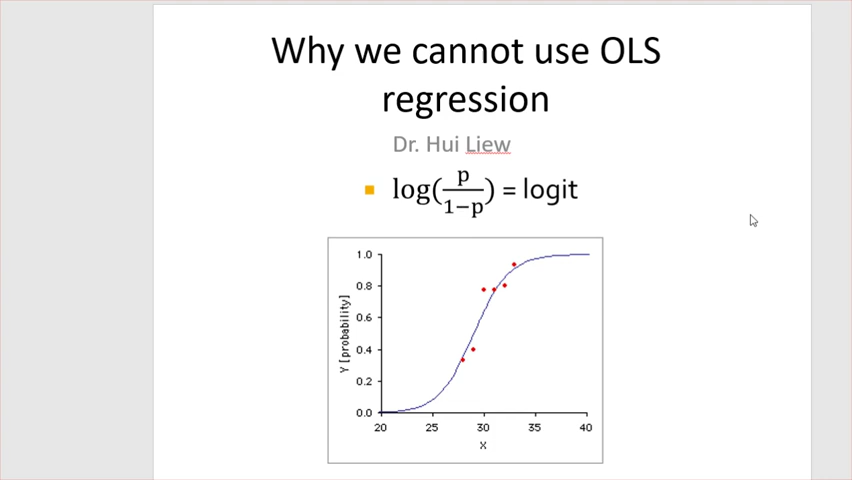 Why we cannot use OLS
regression
Dr. Hui Liew
log(p/1−p) = logit
1.0
0.8
0.6
0.4
0.2
0.0
Y [probability]
20 25 30 35 40
X